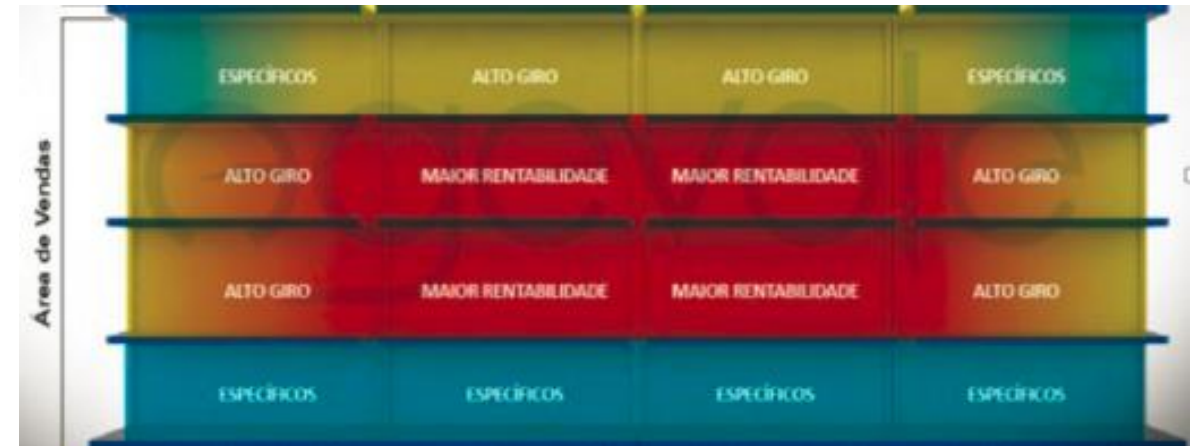 Área de Vendas
ESPECÍFICOS ALTO GIRO ALTO GIRO ESPECÍFICOS
ALTO GIRO MAIOR RENTABILIDADE MAIOR RENTABILIDADE ALTO GIRO
ALTO GIRO MAIOR RENTABILIDADE MAIOR RENTABILIDADE ALTO GIRO
ESPECÍFICOS ESPECÍFICOS ESPECÍFICOS ESPECÍFICOS